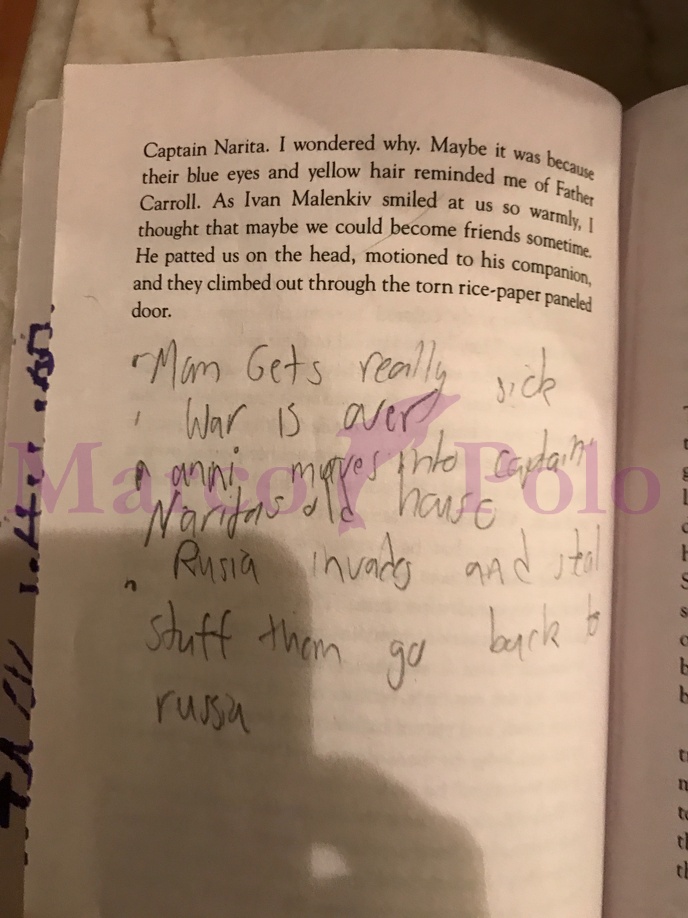 Captain Narita. I wondered why. Maybe it was because
their blue eyes and yellow hair reminded me of Father
Carroll. As Ivan Malenkiv smiled at us so warmly, I
thought that maybe we could become friends sometime.
He patted us on the head, motioned to his companion,
and they climbed out through the torn rice-paper paneled
door.
Mom Gets really sick
War is over
anni moves into captain
Naritas old house
Rusia invads and stal
stuff them go back to
russia
Marco Polo